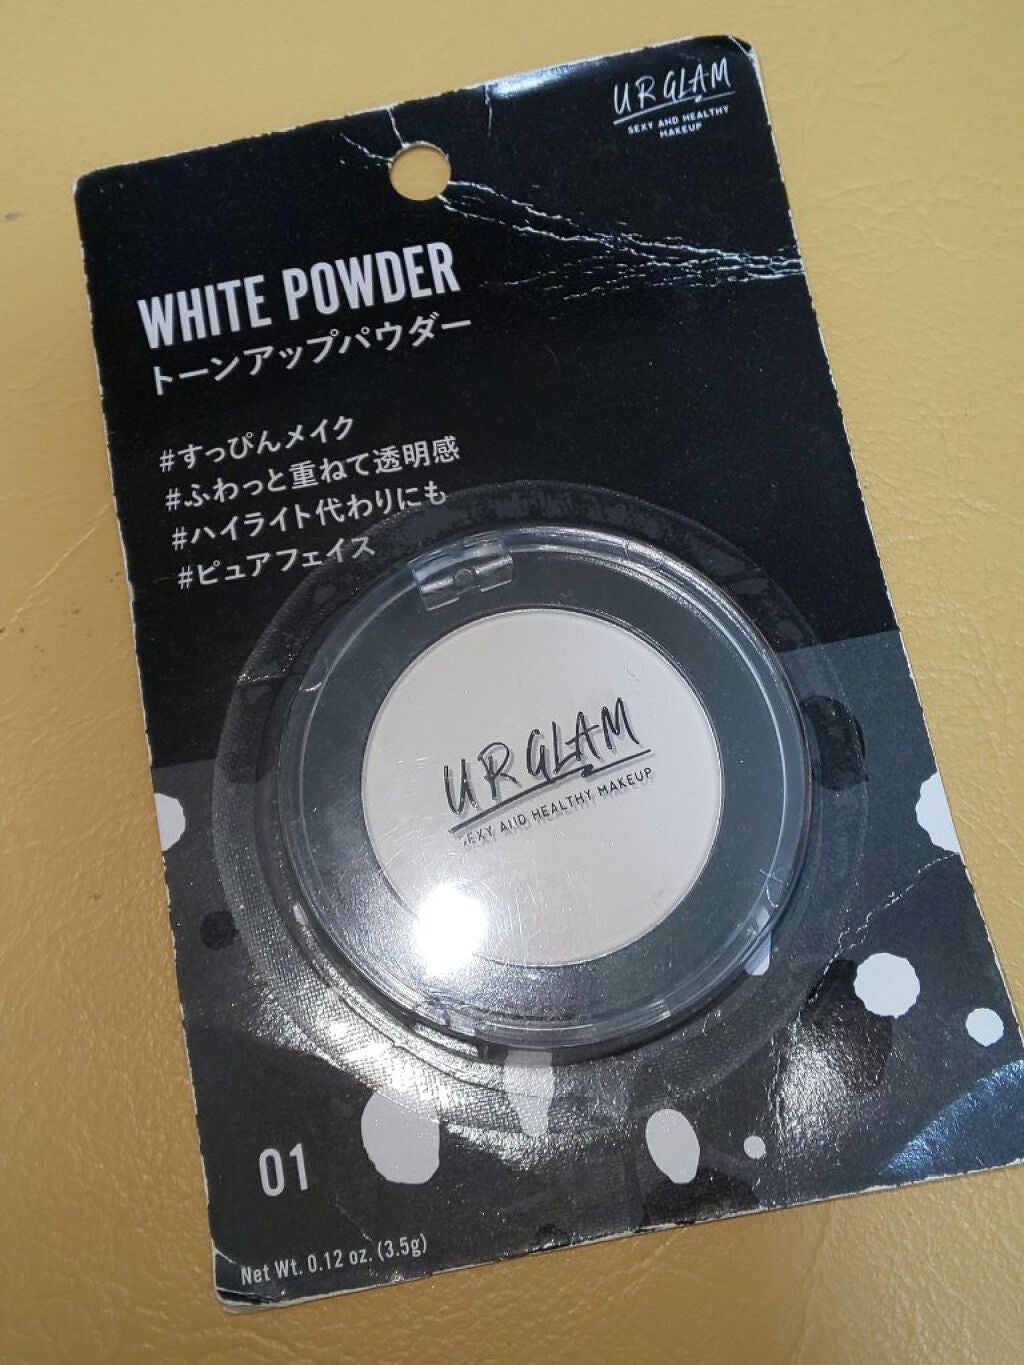 UR GLAM
SEXY AND HEALTHY
MAKEUP
WHITE POWDER
トーンアップパウダー
#すっぴんメイク
#ふわっと重ねて透明感
#ハイライト代わりにも
#ピュアフェイス
UR GLAM
SEXY AND HEALTHY MAKEUP
01
Net Wt. 0.12 oz. (3.5g)